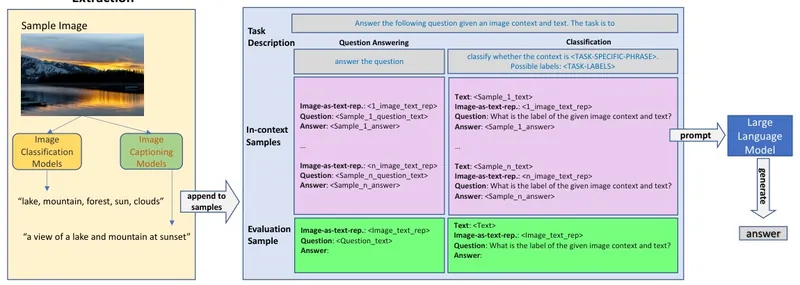 Extraction
Sample Image
Image
Classification
Models
Image
Captioning
Models
“lake, mountain, forest, sun, clouds”
“a view of a lake and mountain at sunset”
append to
samples
Task
Description
Answer the following question given an image context and text. The task is to
Question Answering
Classification
answer the question
classify whether the context is <TASK-SPECIFIC-PHRASE>.
Possible labels: <TASK-LABELS>
In-context
Samples
Image-as-text-rep.: <1_image_text_rep>
Question: <Sample_1_question_text>
Answer: <Sample_1_answer>
...
Image-as-text-rep.: <n_image_text_rep>
Question: <Sample_n_question_text>
Answer: <Sample_n_answer>
Text: <Sample_1_text>
Image-as-text-rep.: <1_image_text_rep>
Question: What is the label of the given image context and text?
Answer: <Sample_1_answer>
...
Text: <Sample_n_text>
Image-as-text-rep.: <n_image_text_rep>
Question: What is the label of the given image context and text?
Answer: <Sample_n_answer>
Evaluation
Sample
Image-as-text-rep.: <Image_text_rep>
Question: <Question_text>
Answer:
Text: <Text>
Image-as-text-rep.: <Image_text_rep>
Question: What is the label of the given image context and text?
Answer:
prompt
Large
Language
Model
generate
answer